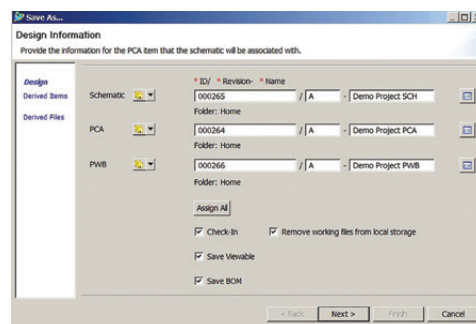 Save As...
Design Information
Provide the information for the PCA item that the schematic will be associated with.
Design
Derived Items
Derived Files
* ID/ * Revision- * Name
Schematic 000265 / A - Demo Project SCH
Folder: Home
PCA 000264 / A - Demo Project PCA
Folder: Home
PWB 000266 / A - Demo Project PWB
Folder: Home
Assign All
Check-In Remove working files from local storage
Save Viewable
Save BOM
< Back Next > Finish Cancel